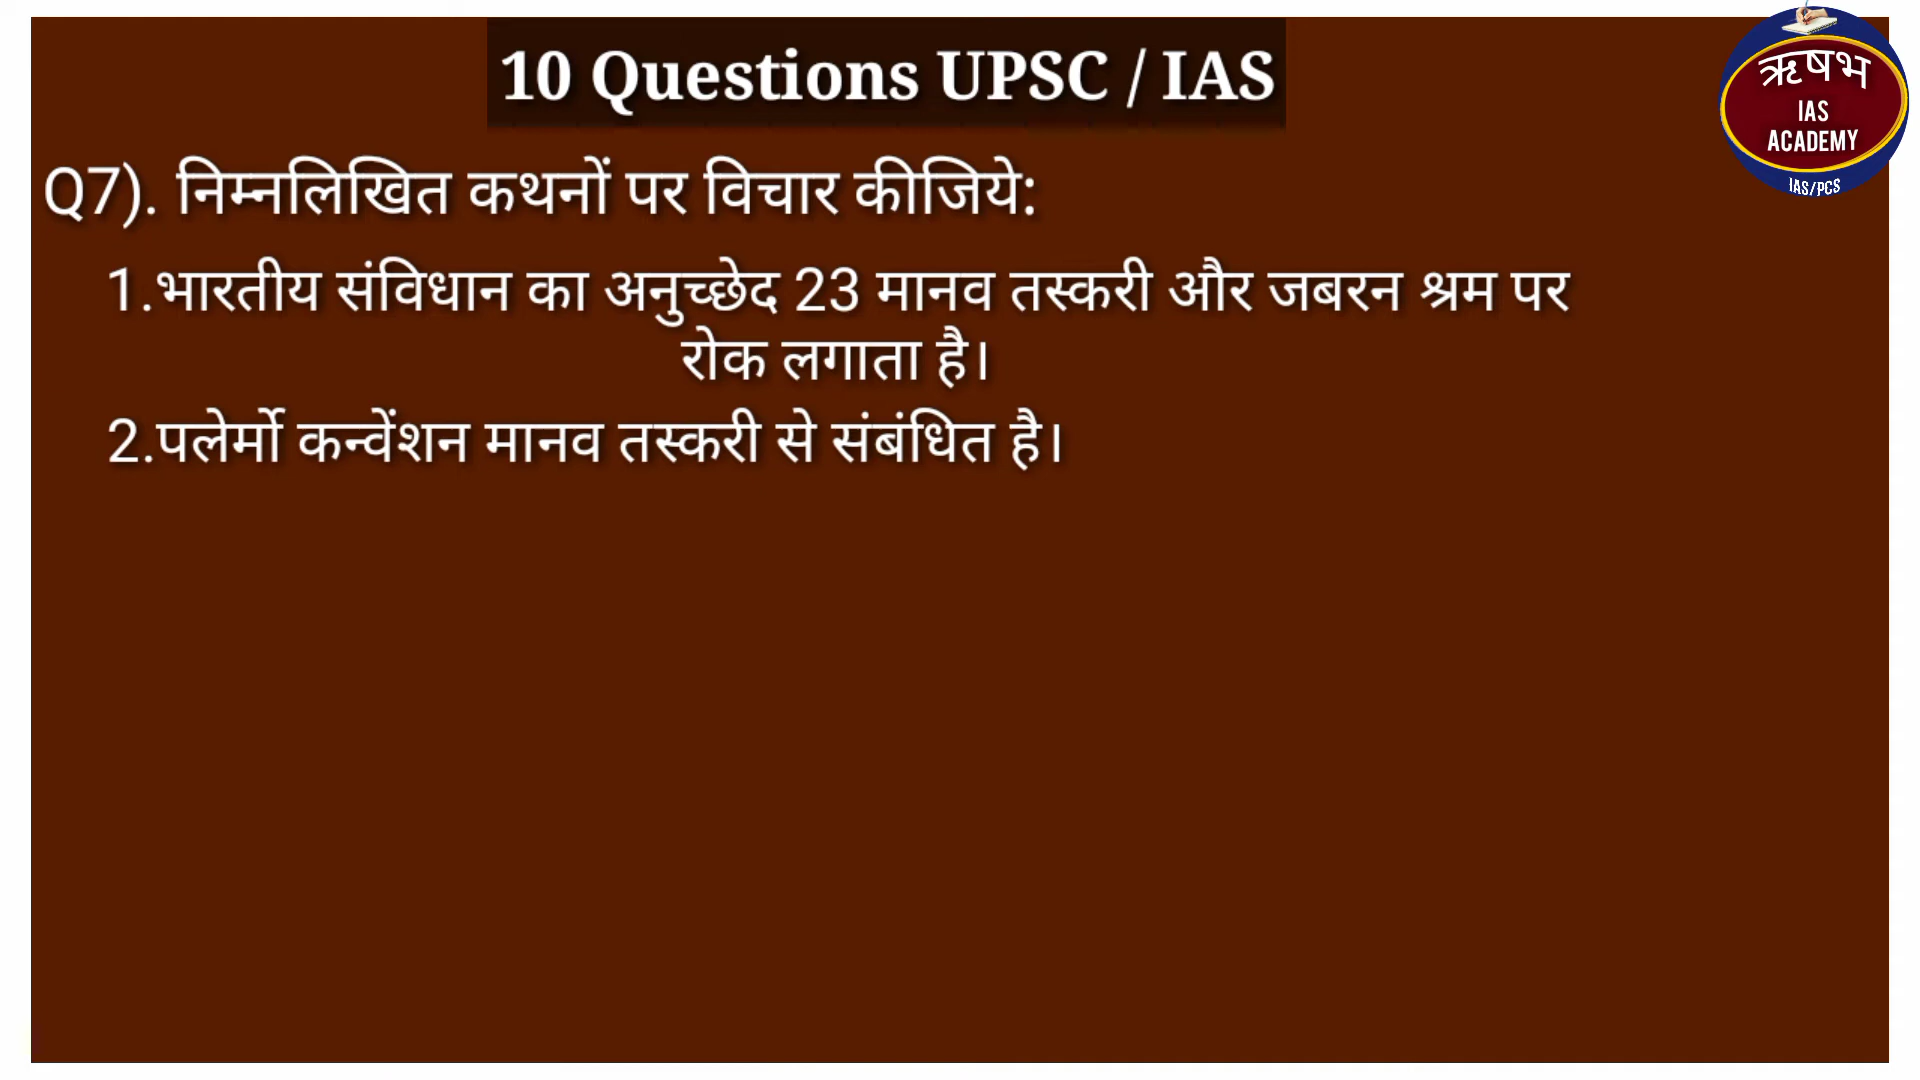 10 Questions UPSC / IAS
ऋषभ
IAS
ACADEMY
IAS/PCS
Q7). निम्नलिखित कथनों पर विचार कीजिये:
1.भारतीय संविधान का अनुच्छेद 23 मानव तस्करी और जबरन श्रम पर
रोक लगाता है।
2.पलेर्मो कन्वेंशन मानव तस्करी से संबंधित है।